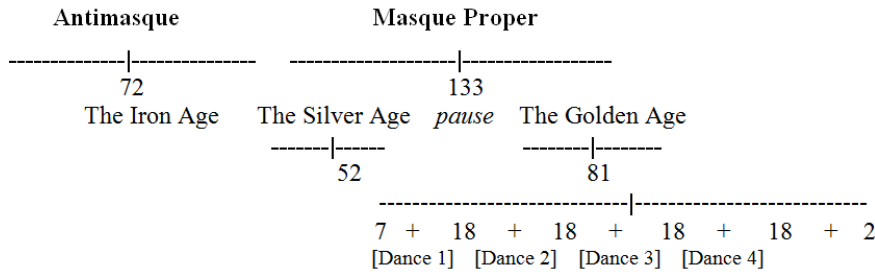 Antimasque Masque Proper
--------------|--------------- --------------------|------------------
72 133
The Iron Age The Silver Age pause The Golden Age
-------|------ --------|--------
52 81
------------------------------|----------------------------
7 + 18 + 18 + 18 + 18 + 2
[Dance 1] [Dance 2] [Dance 3] [Dance 4]